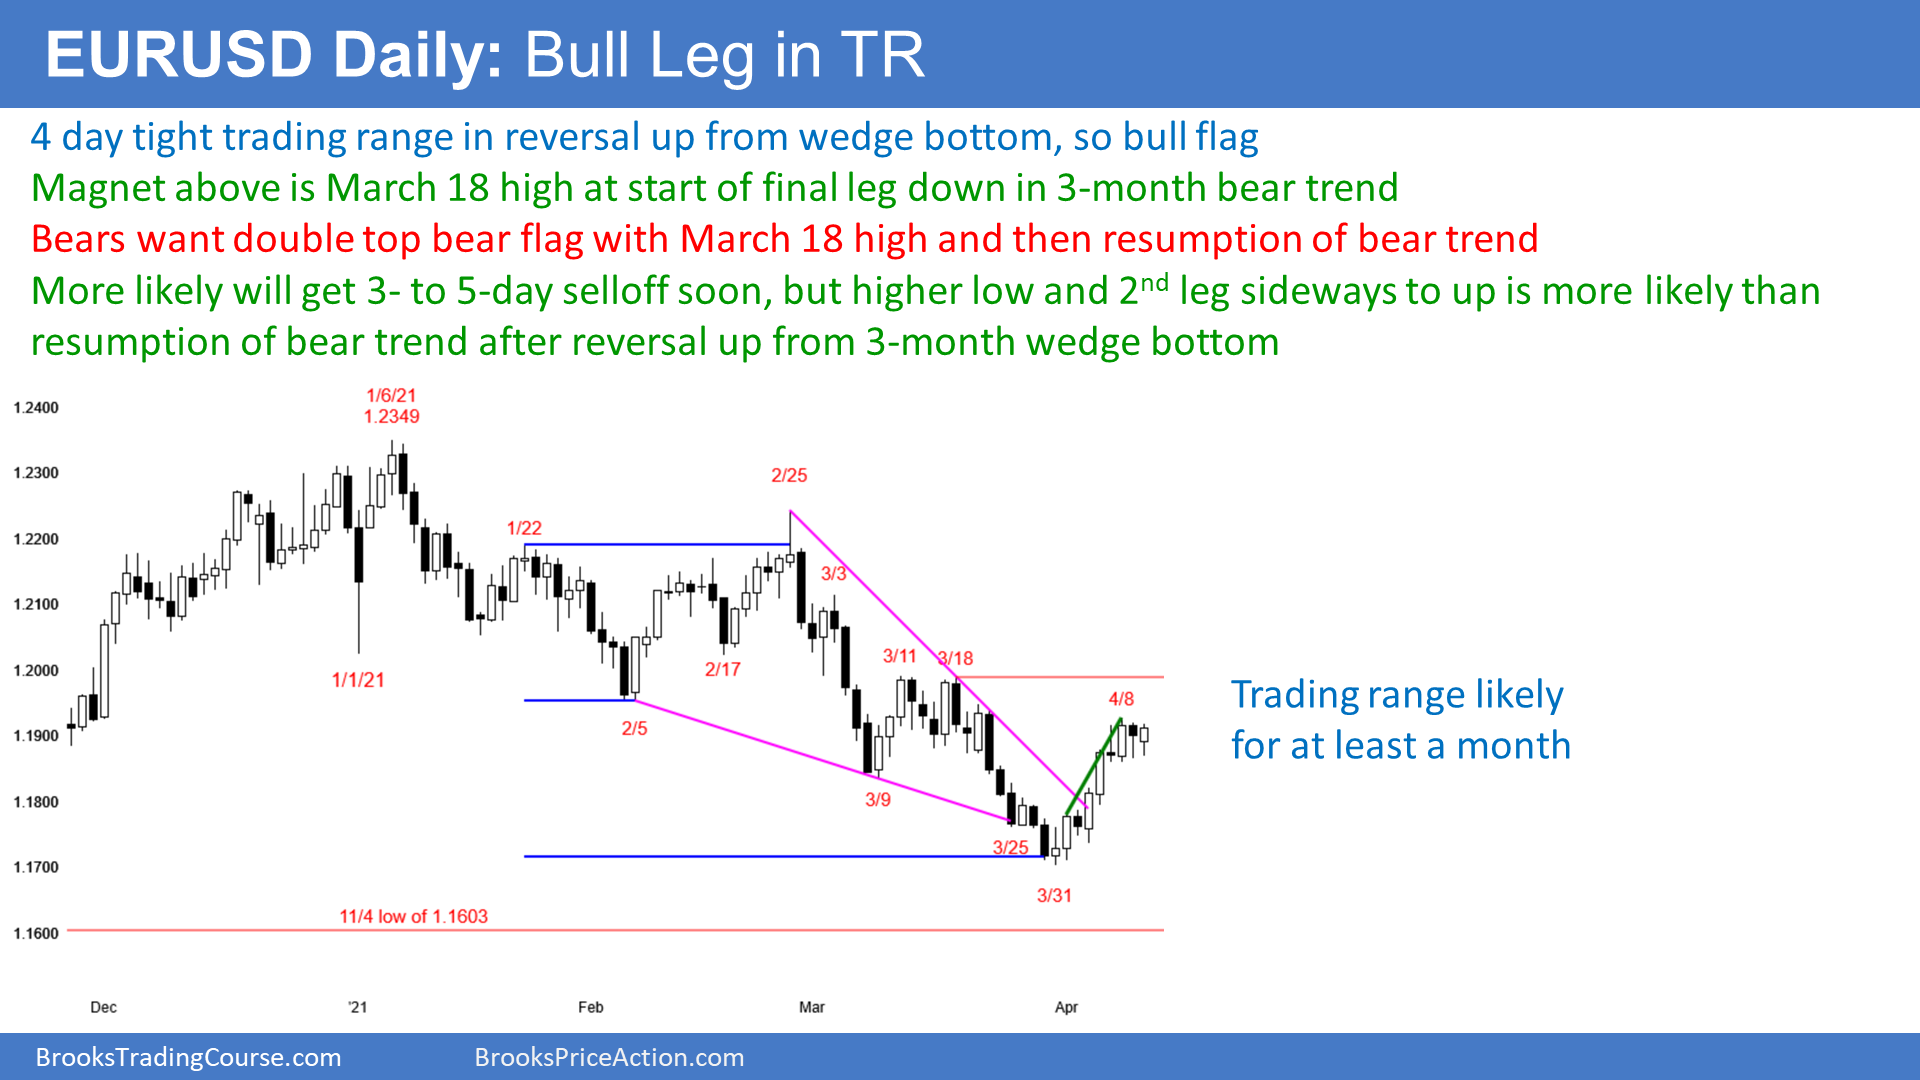 EURUSD Daily: Bull Leg in TR
4 day tight trading range in reversal up from wedge bottom, so bull flag
Magnet above is March 18 high at start of final leg down in 3-month bear trend
Bears want double top bear flag with March 18 high and then resumption of bear trend
More likely will get 3- to 5-day selloff soon, but higher low and 2nd leg sideways to up is more likely than
resumption of bear trend after reversal up from 3-month wedge bottom
1/6/21
1.2349
1.2400
1.2300
2/25
1.2200
1/22
1.2100
3/3
1.2000
1/1/21
2/17
3/11
3/18
4/8
Trading range likely
for at least a month
1.1900
2/5
1.1800
3/9
3/25
1.1700
3/31
11/4 low of 1.1603
1.1600
Dec
'21
Feb
Mar
Apr
BrooksTradingCourse.com
BrooksPriceAction.com